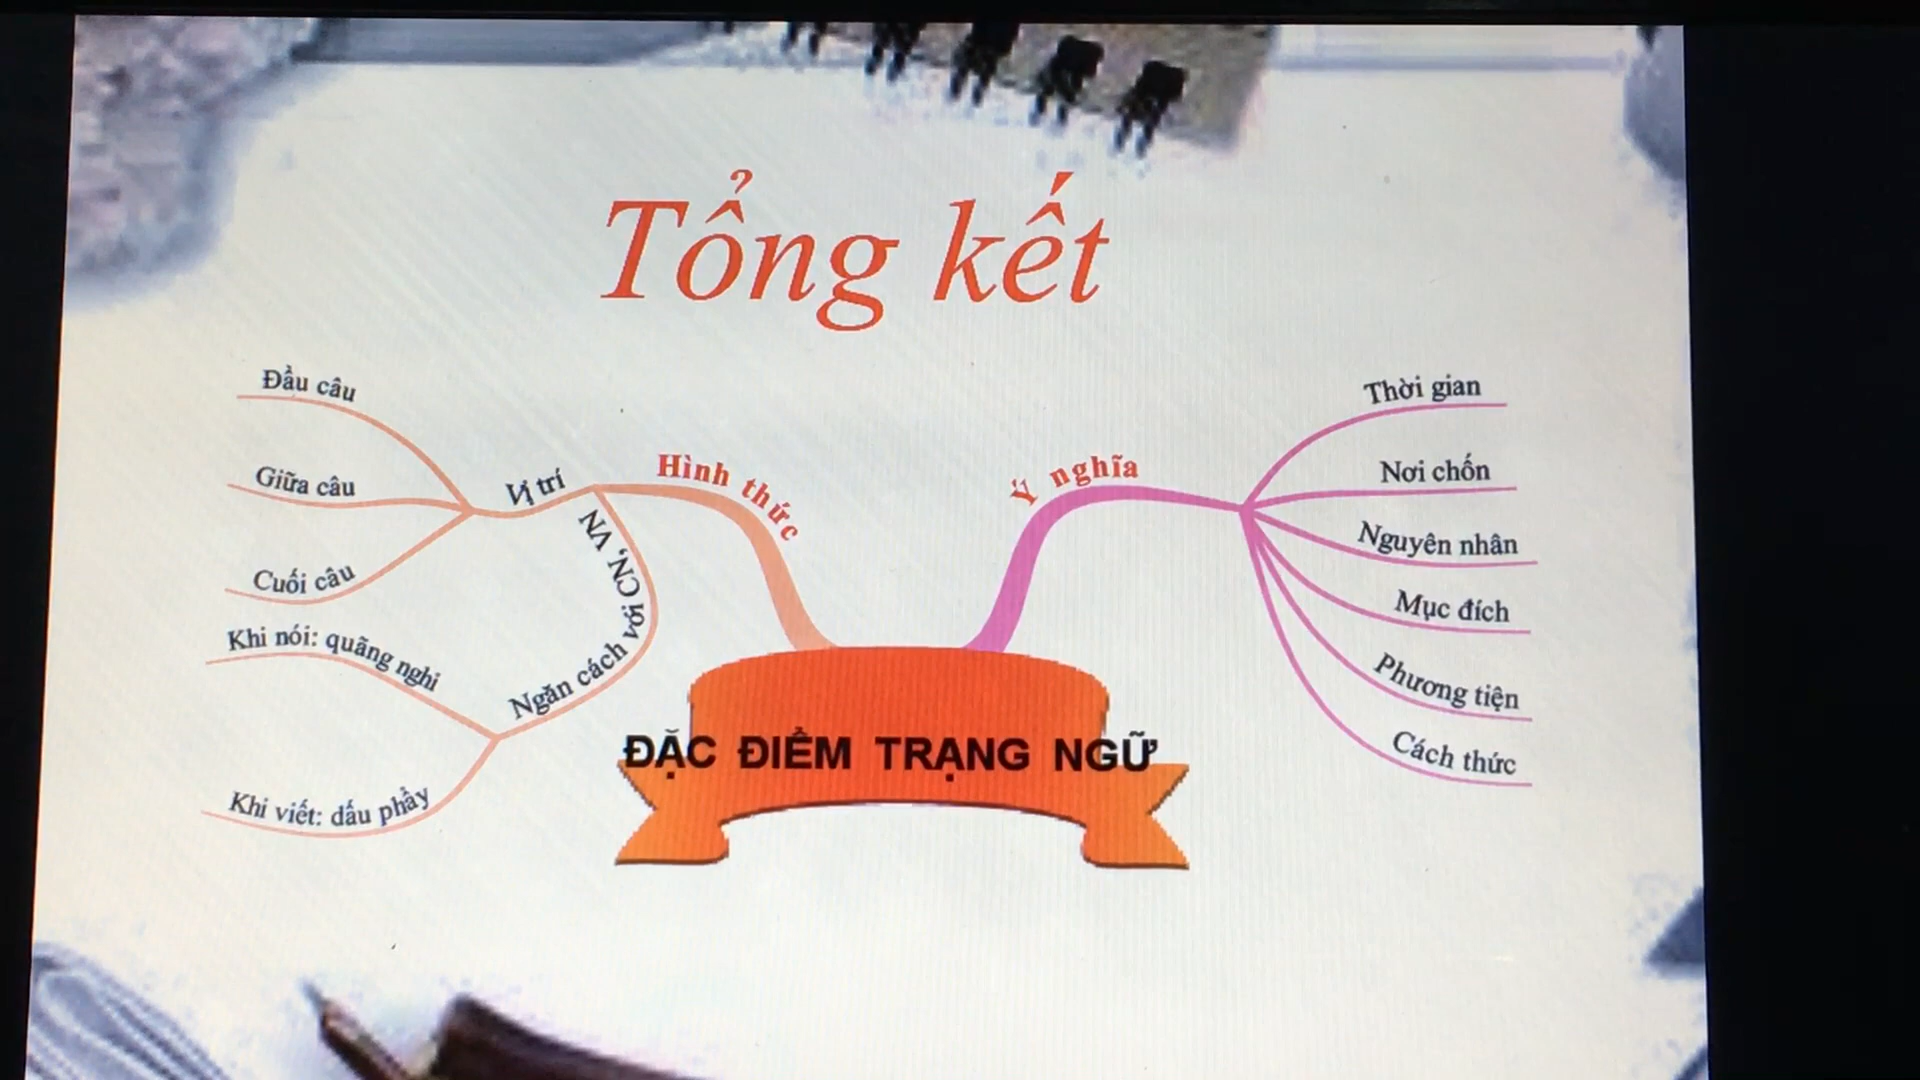 Tổng kết
Hình thức
Vị trí
Đầu câu
Giữa câu
Cuối câu
Ngăn cách với CN, VN
Khi nói: quãng nghỉ
Khi viết: dấu phẩy
Ý nghĩa
Thời gian
Nơi chốn
Nguyên nhân
Mục đích
Phương tiện
Cách thức
ĐẶC ĐIỂM TRẠNG NGỮ